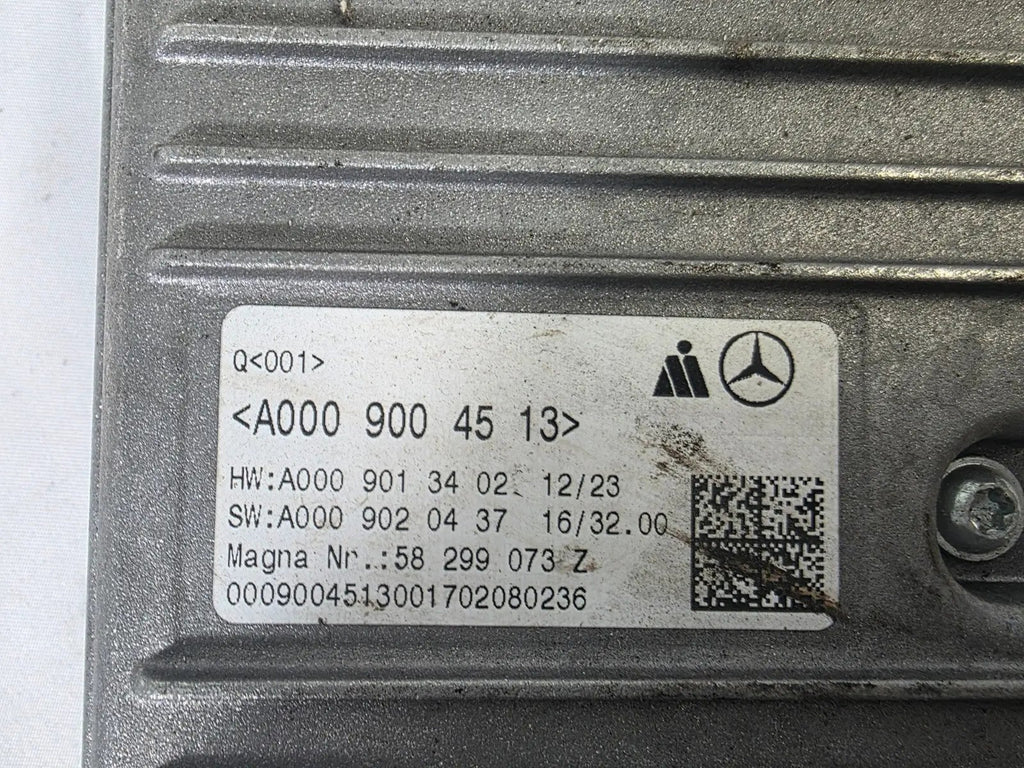 Q<001>
<A000 900 45 13>
HW:A000 901 34 02 12/23
SW:A000 902 04 37 16/32.00
Magna Nr.:58 299 073 Z
0009004513001702080236